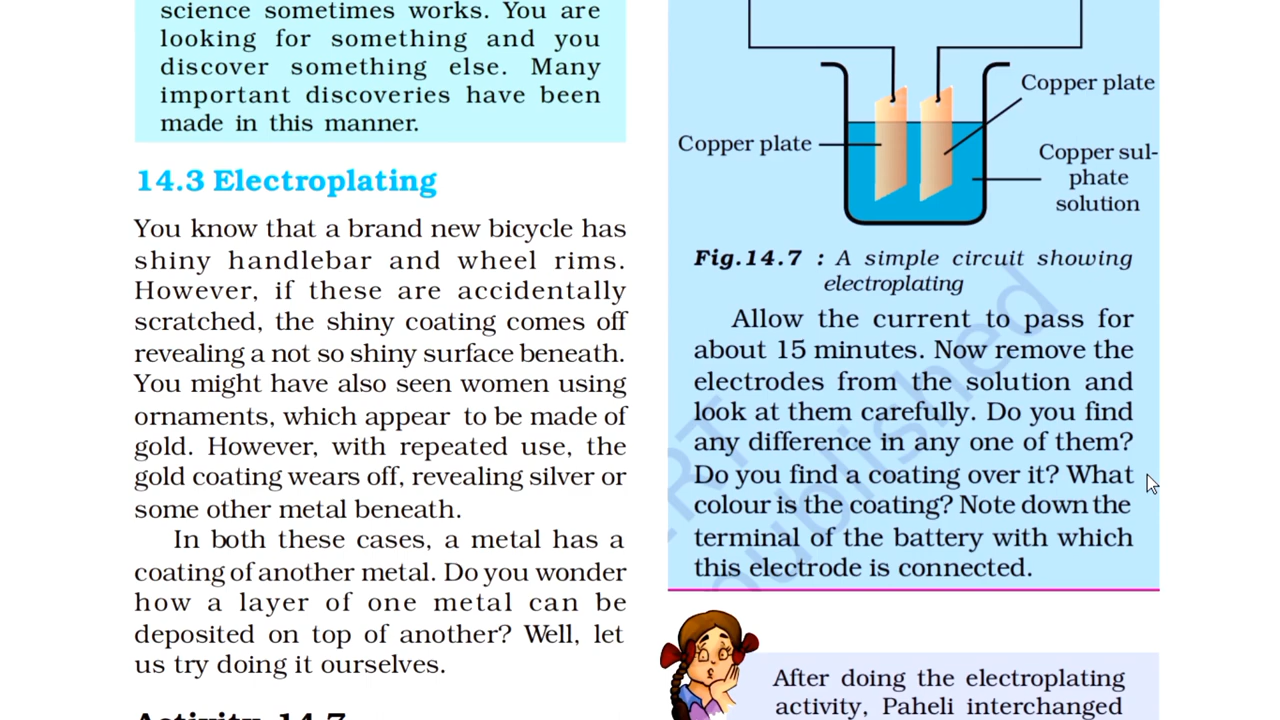 science sometimes works. You are
looking for something and you
discover something else. Many
important discoveries have been
made in this manner.
14.3 Electroplating
You know that a brand new bicycle has
shiny handlebar and wheel rims.
However, if these are accidentally
scratched, the shiny coating comes off
revealing a not so shiny surface beneath.
You might have also seen women using
ornaments, which appear to be made of
gold. However, with repeated use, the
gold coating wears off, revealing silver or
some other metal beneath.
In both these cases, a metal has a
coating of another metal. Do you wonder
how a layer of one metal can be
deposited on top of another? Well, let
us try doing it ourselves.
Activity 14.7
Copper plate
Copper plate
Copper sul-
phate
solution
Fig.14.7 : A simple circuit showing
electroplating
Allow the current to pass for
about 15 minutes. Now remove the
electrodes from the solution and
look at them carefully. Do you find
any difference in any one of them?
Do you find a coating over it? What
colour is the coating? Note down the
terminal of the battery with which
this electrode is connected.
After doing the electroplating
activity, Paheli interchanged